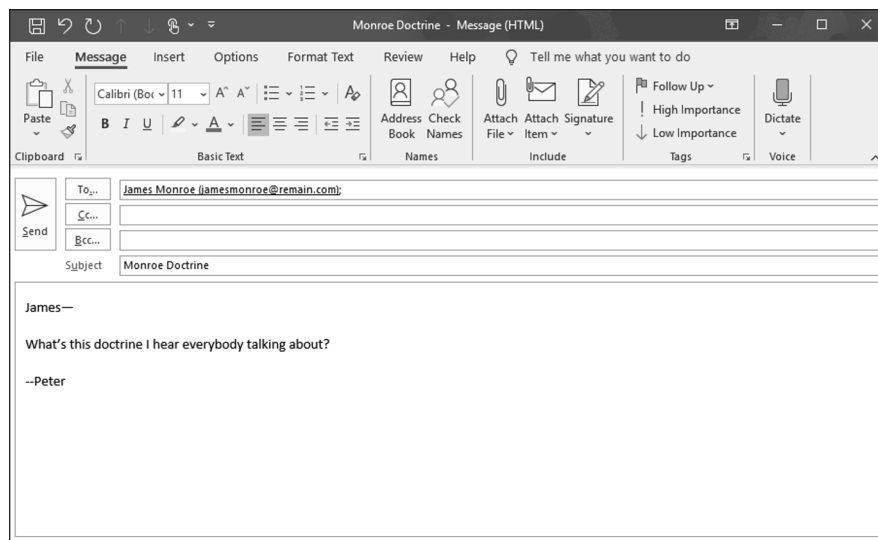 Monroe Doctrine - Message (HTML)
File Message Insert Options Format Text Review Help Tell me what you want to do
Paste
Calibri (Boc 11 A^ A˅
B I U A
Address Book
Check Names
Attach File
Attach Item
Signature
Follow Up
High Importance
Low Importance
Dictate
Clipboard Basic Text Names Include Tags Voice
Send
To... James Monroe (jamesmonroe@remain.com);
Cc...
Bcc...
Subject Monroe Doctrine
James—
What's this doctrine I hear everybody talking about?
--Peter